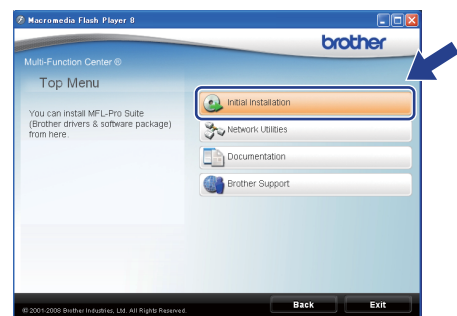 Macromedia Flash Player 8
brother
Multi-Function Center ®
Top Menu
You can install MFL-Pro Suite
(Brother drivers & software package)
from here.
Initial Installation
Network Utilities
Documentation
Brother Support
© 2001-2008 Brother Industries, Ltd. All Rights Reserved.
Back
Exit